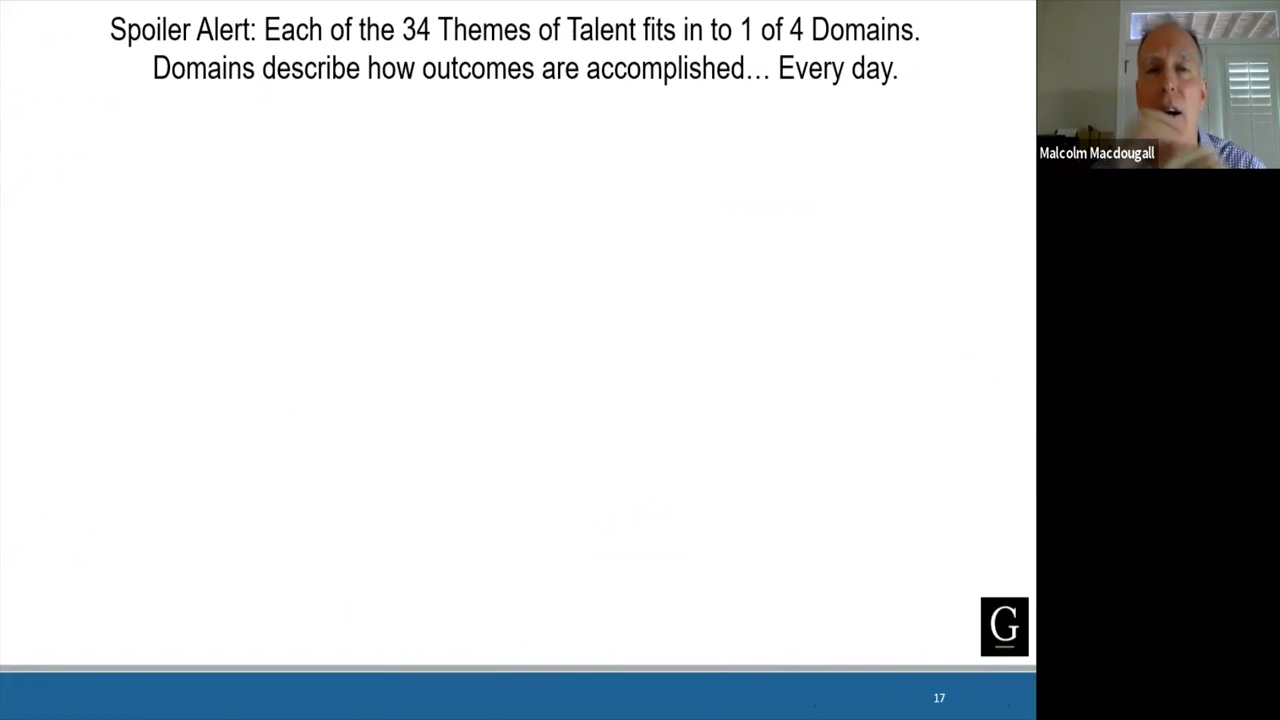 Spoiler Alert: Each of the 34 Themes of Talent fits in to 1 of 4 Domains.
Domains describe how outcomes are accomplished… Every day.
Malcolm Macdougall
G
17